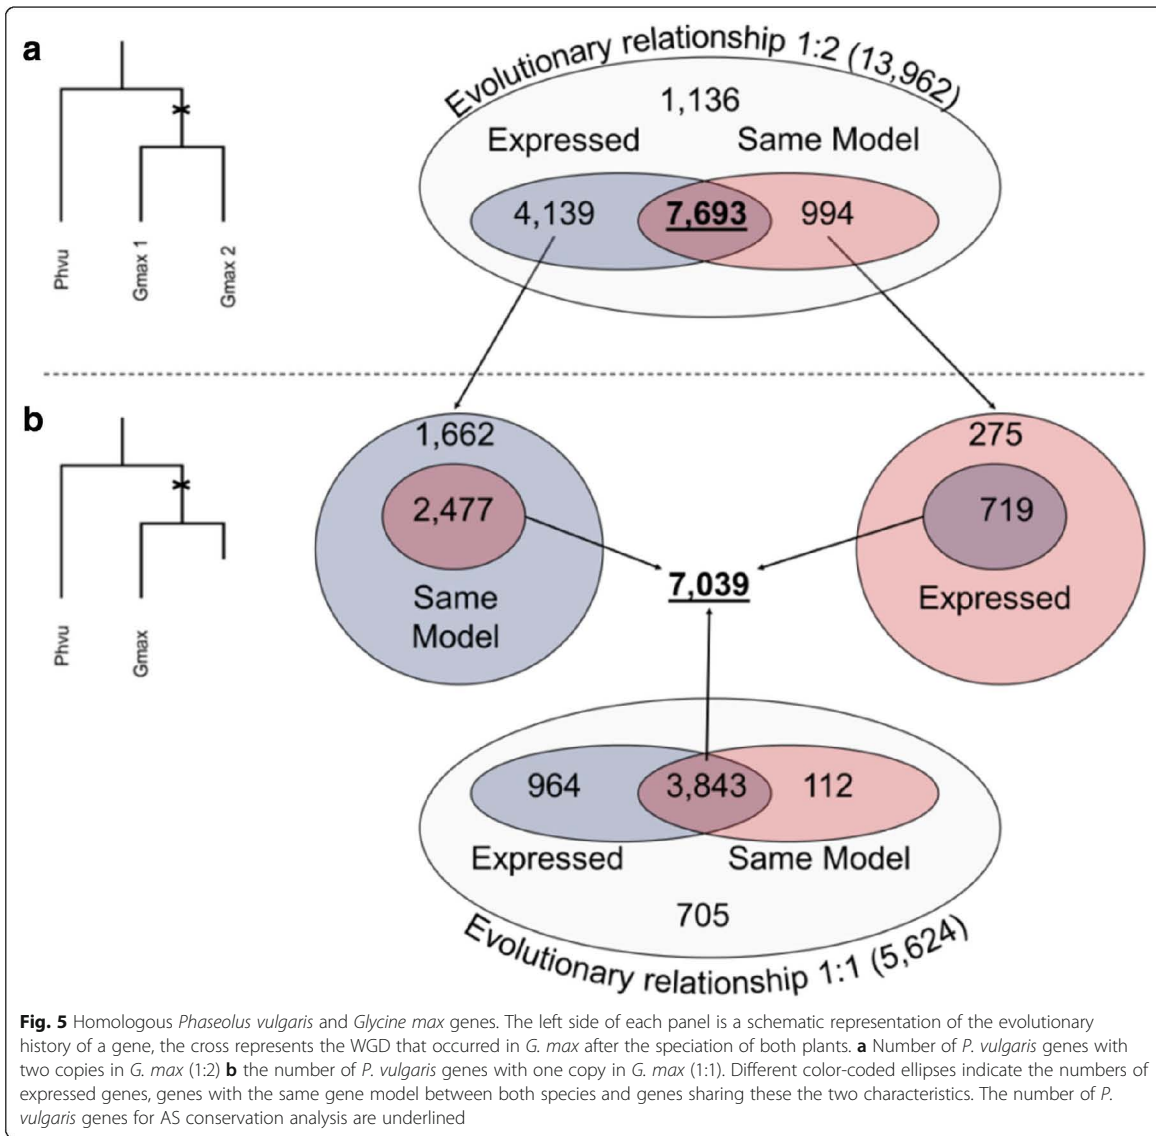 a
Evolutionary relationship 1:2 (13,962)
1,136
Expressed Same Model
4,139 7,693 994
Phvu
Gmax 1
Gmax 2
b
1,662
2,477
Same
Model
275
719
Expressed
7,039
Phvu
Gmax
964 3,843 112
Expressed Same Model
705
Evolutionary relationship 1:1 (5,624)
Fig. 5 Homologous Phaseolus vulgaris and Glycine max genes. The left side of each panel is a schematic representation of the evolutionary
history of a gene, the cross represents the WGD that occurred in G. max after the speciation of both plants. a Number of P. vulgaris genes with
two copies in G. max (1:2) b the number of P. vulgaris genes with one copy in G. max (1:1). Different color-coded ellipses indicate the numbers of
expressed genes, genes with the same gene model between both species and genes sharing these the two characteristics. The number of P.
vulgaris genes for AS conservation analysis are underlined